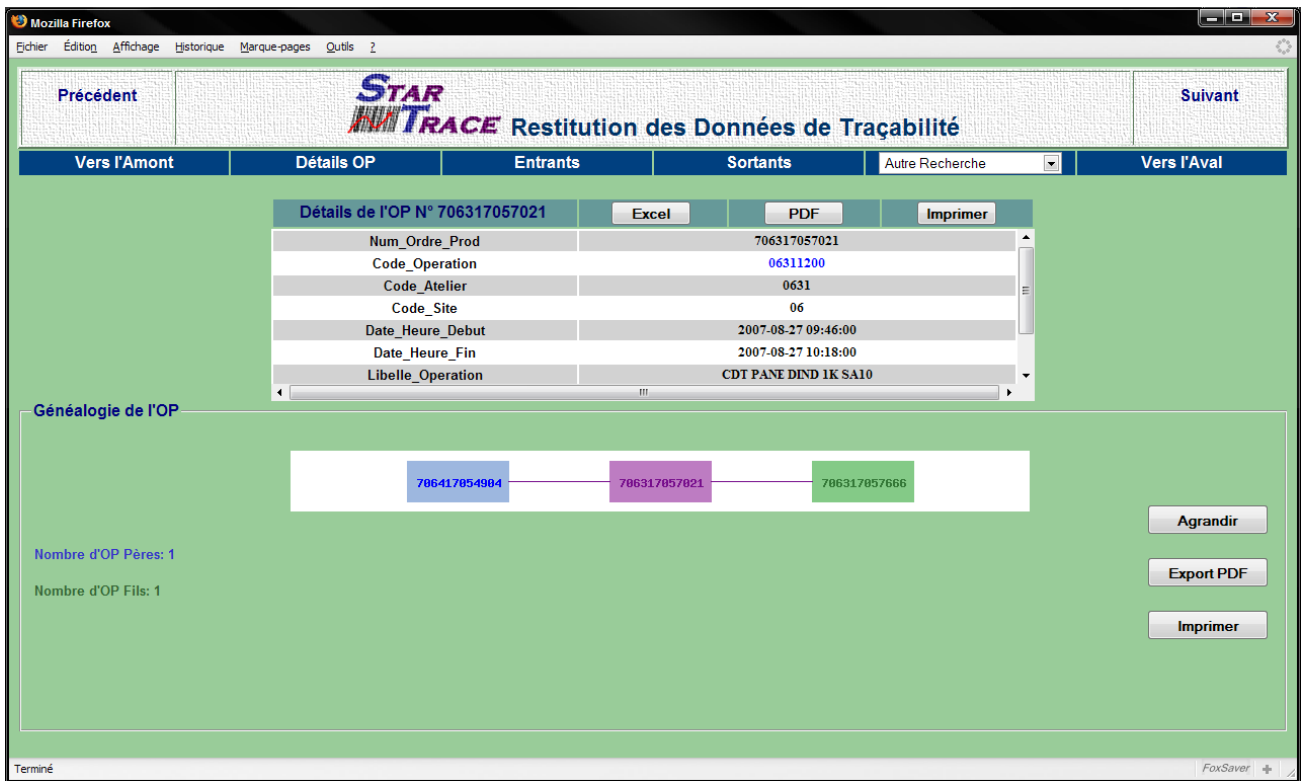 Mozilla Firefox
Fichier Édition Affichage Historique Marque-pages Outils ?
Précédent
STAR
TRACE Restitution des Données de Traçabilité
Suivant
Vers l'Amont Détails OP Entrants Sortants Autre Recherche Vers l'Aval
Détails de l'OP N° 706317057021 Excel PDF Imprimer
Num_Ordre_Prod 706317057021
Code_Operation 06311200
Code_Atelier 0631
Code_Site 06
Date_Heure_Debut 2007-08-27 09:46:00
Date_Heure_Fin 2007-08-27 10:18:00
Libelle_Operation CDT PANE DIND 1K SA10
Généalogie de l'OP
706417054904 706317057021 706317057666
Agrandir
Nombre d'OP Pères: 1
Export PDF
Nombre d'OP Fils: 1
Imprimer
Terminé FoxSaver